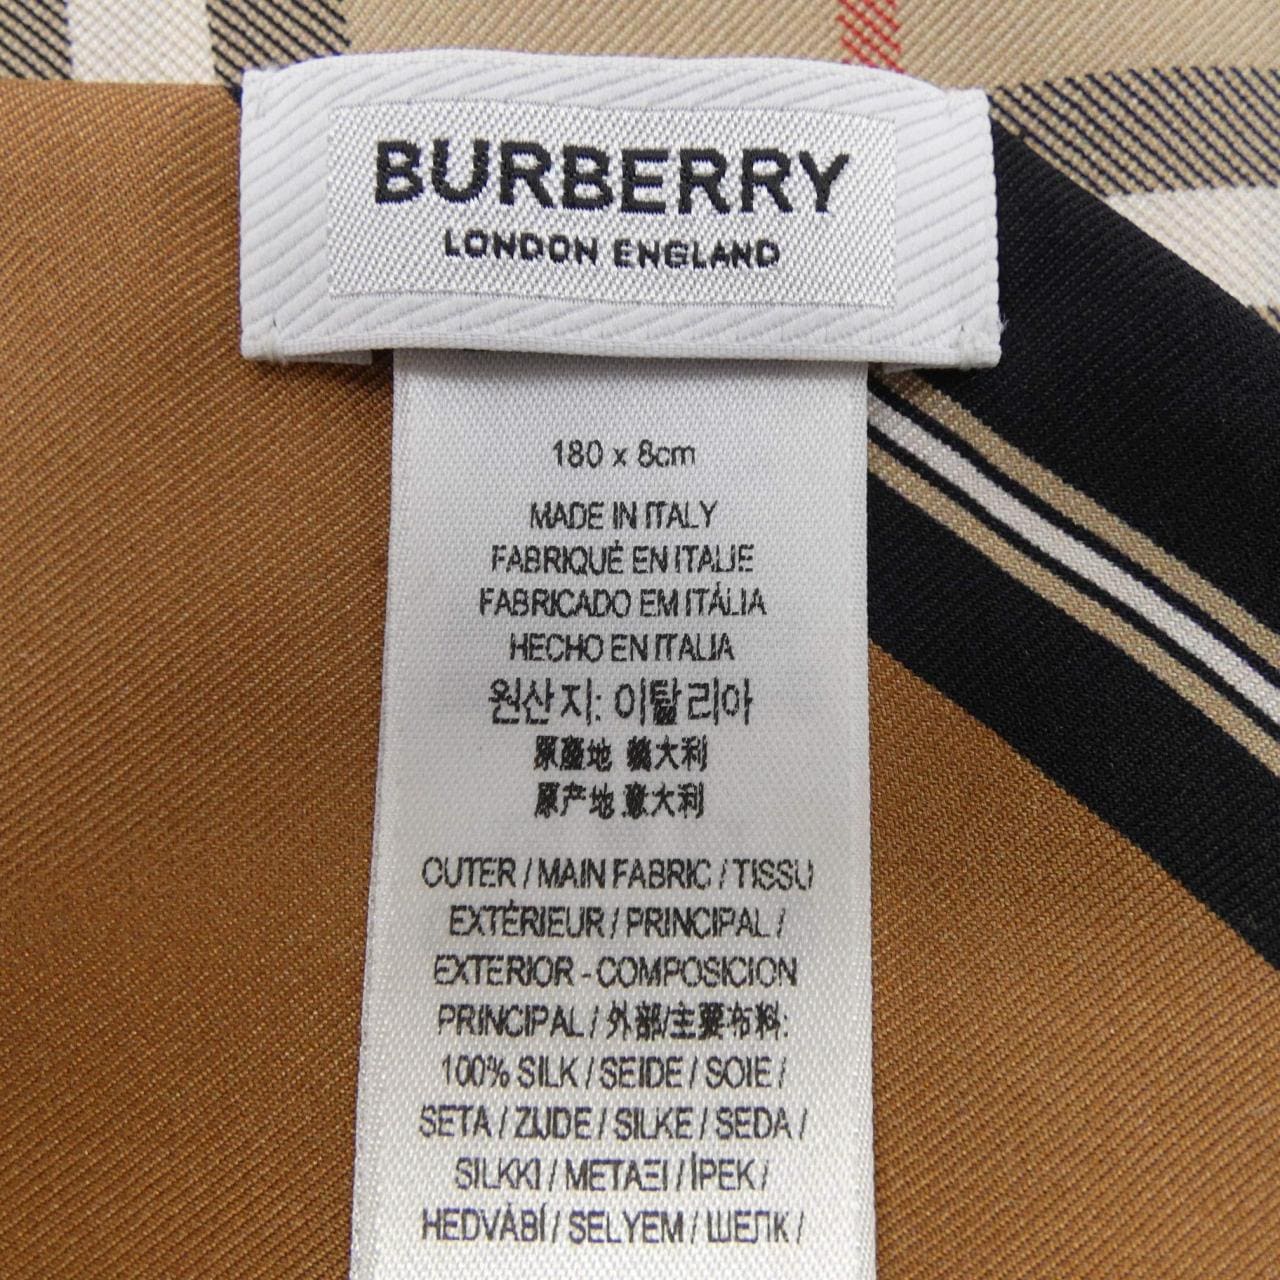 BURBERRY
LONDON ENGLAND
180 x 8cm
MADE IN ITALY
FABRIQUÉ EN ITALIE
FABRICADO EM ITÁLIA
HECHO EN ITALIA
원산지: 이탈리아
原產地 義大利
原产地 意大利
OUTER / MAIN FABRIC / TISSU
EXTÉRIEUR / PRINCIPAL /
EXTERIOR - COMPOSICION
PRINCIPAL / 外部/主要布料:
100% SILK / SEIDE / SOIE /
SETA / ZIJDE / SILKE / SEDA /
SILKKI / ΜΕΤΑΞΙ / İPEK /
HEDVÁBÍ / SELYEM / ШЕЛК /